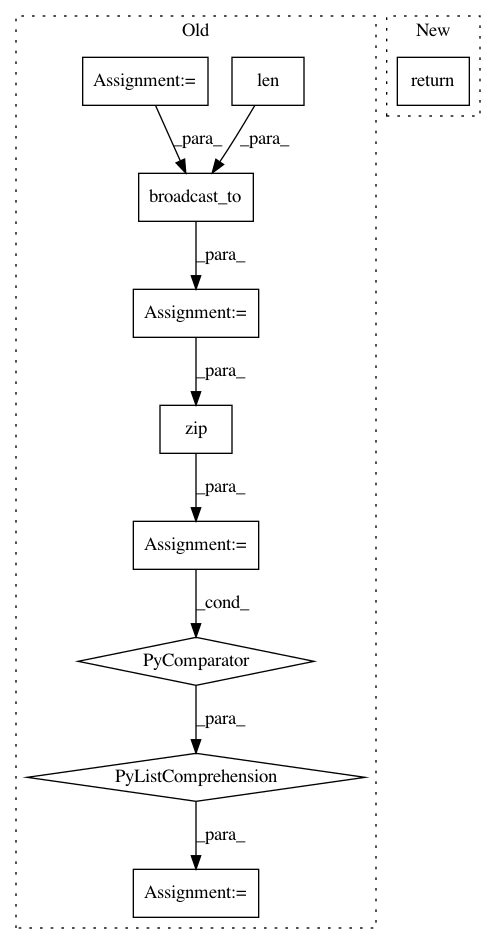 Old
New
Assignment:=
len
return
_para_
_para_
broadcast_to
_para_
Assignment:=
_para_
zip
_para_
Assignment:=
_cond_
PyComparator
_para_
PyListComprehension
_para_
Assignment:=